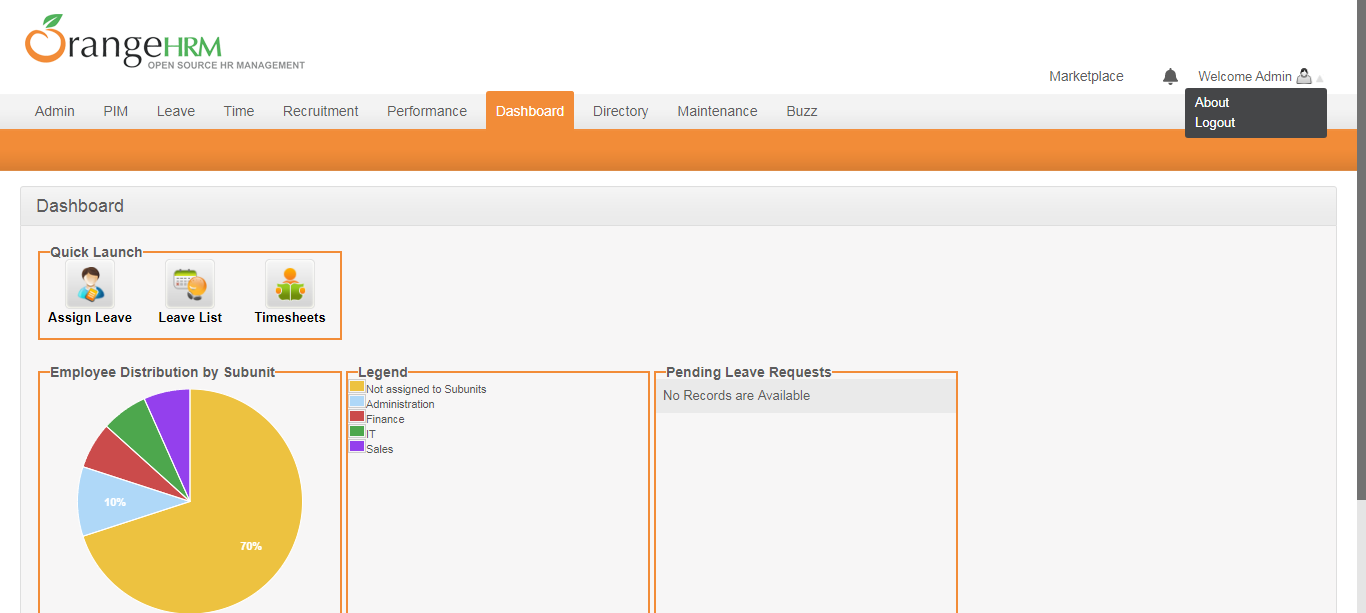 OrangeHRM
OPEN SOURCE HR MANAGEMENT
Marketplace
Welcome Admin
About
Logout
Admin PIM Leave Time Recruitment Performance Dashboard Directory Maintenance Buzz
Dashboard
Quick Launch
Assign Leave Leave List Timesheets
Employee Distribution by Subunit
10%
70%
Legend
Not assigned to Subunits
Administration
Finance
IT
Sales
Pending Leave Requests
No Records are Available